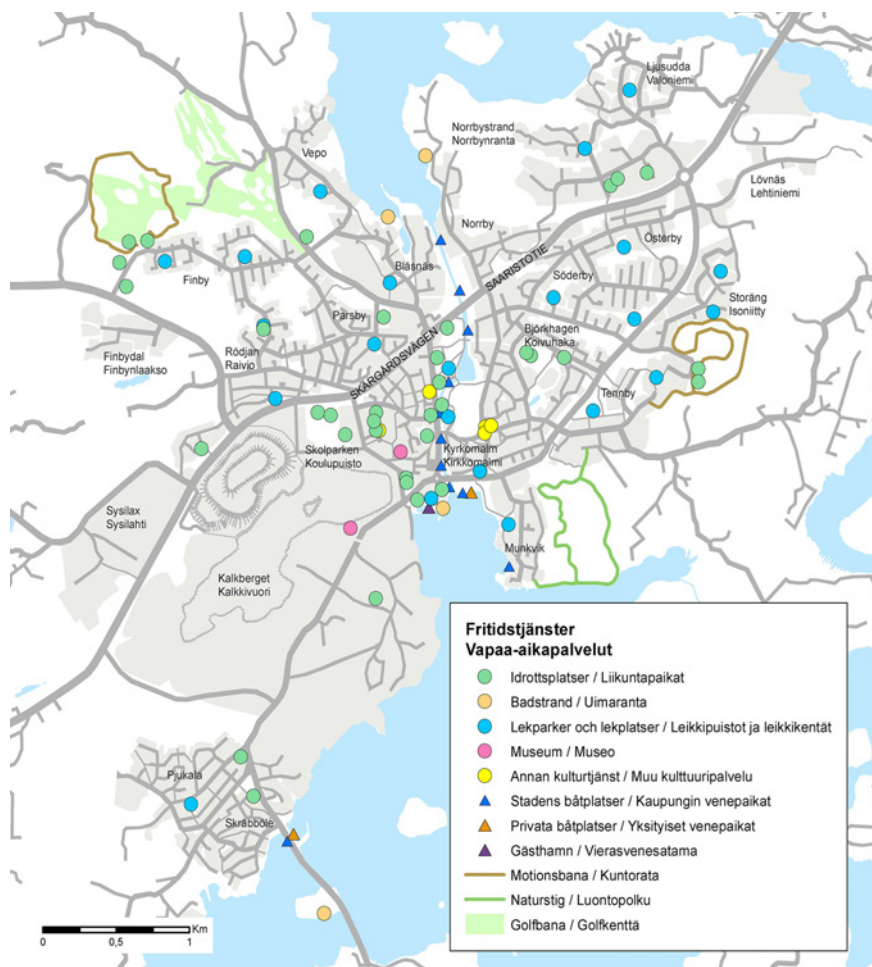 Ljusudda
Valoniemi
Norrbystrand
Norrbynranta
Vepo
Lövnäs
Lehtiniemi
Norrby
Österby
Finby
Bläsnäs
SAARISTOTIE
Söderby
Storäng
Isoniitty
Pärsby
Björkhagen
Koivuhaka
Finbydal
Finbynlaakso
Rödjan
Raivio
SKÄRGÅRDSVÄGEN
Tennby
Skolparken
Koulupuisto
Kyrkomalm
Kirkkomalmi
Sysilax
Sysilahti
Munkvik
Kalkberget
Kalkkivuori
Fritidstjänster
Vapaa-aikapalvelut
Idrottsplatser / Liikuntapaikat
Badstrand / Uimaranta
Lekparker och lekplatser / Leikkipuistot ja leikkikentät
Museum / Museo
Annan kulturtjänst / Muu kulttuuripalvelu
Stadens båtplatser / Kaupungin venepaikat
Privata båtplatser / Yksityiset venepaikat
Gästhamn / Vierasvenesatama
Motionsbana / Kuntorata
Naturstig / Luontopolku
Golfbana / Golfkenttä
Pjukala
Skräbböle
Km
0 0,5 1